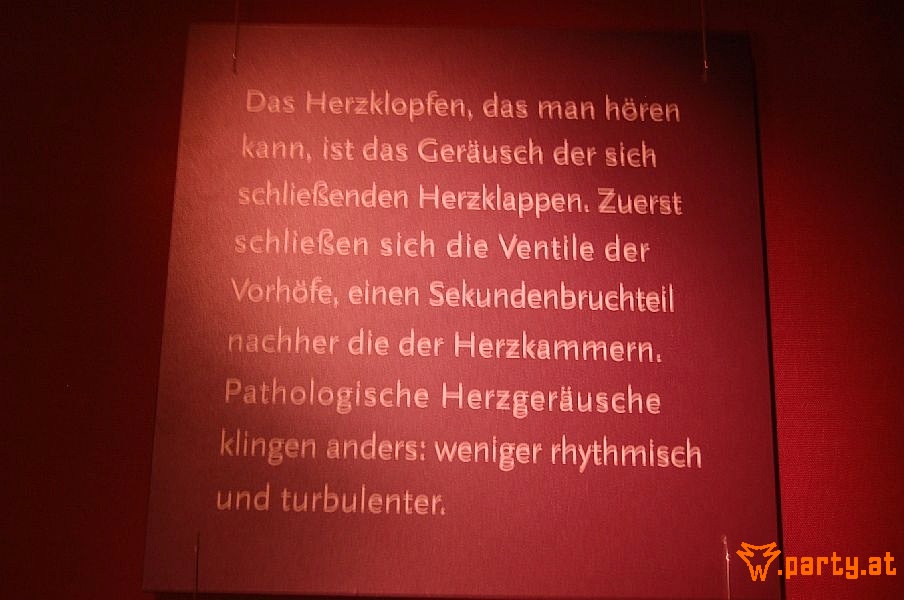 Das Herzklopfen, das man hören
kann, ist das Geräusch der sich
schließenden Herzklappen. Zuerst
schließen sich die Ventile der
Vorhöfe, einen Sekundenbruchteil
nachher die der Herzkammern.
Pathologische Herzgeräusche
klingen anders: weniger rhythmisch
und turbulenter.
.party.at